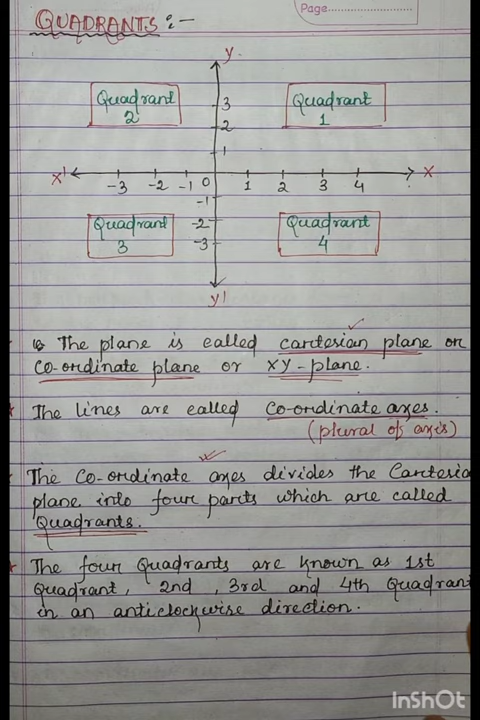 Page
QUADRANTS :-
Y
Quadrant
2
Quadrant
1
3
2
1
X'
-3 -2 -1 0 1 2 3 4
X
-1
-2
-3
Quadrant
3
Quadrant
4
Y'
The plane is called cartesian plane or
Co-ordinate plane or XY-plane.
* The lines are called Co-ordinate axes.
(plural of axis)
* The Co-ordinate axes divides the Cartesia
plane into four parts which are called
Quadrants.
* The four Quadrants are known as 1st
Quadrant, 2nd, 3rd and 4th Quadrant
in an anticlockwise direction.
InShOt